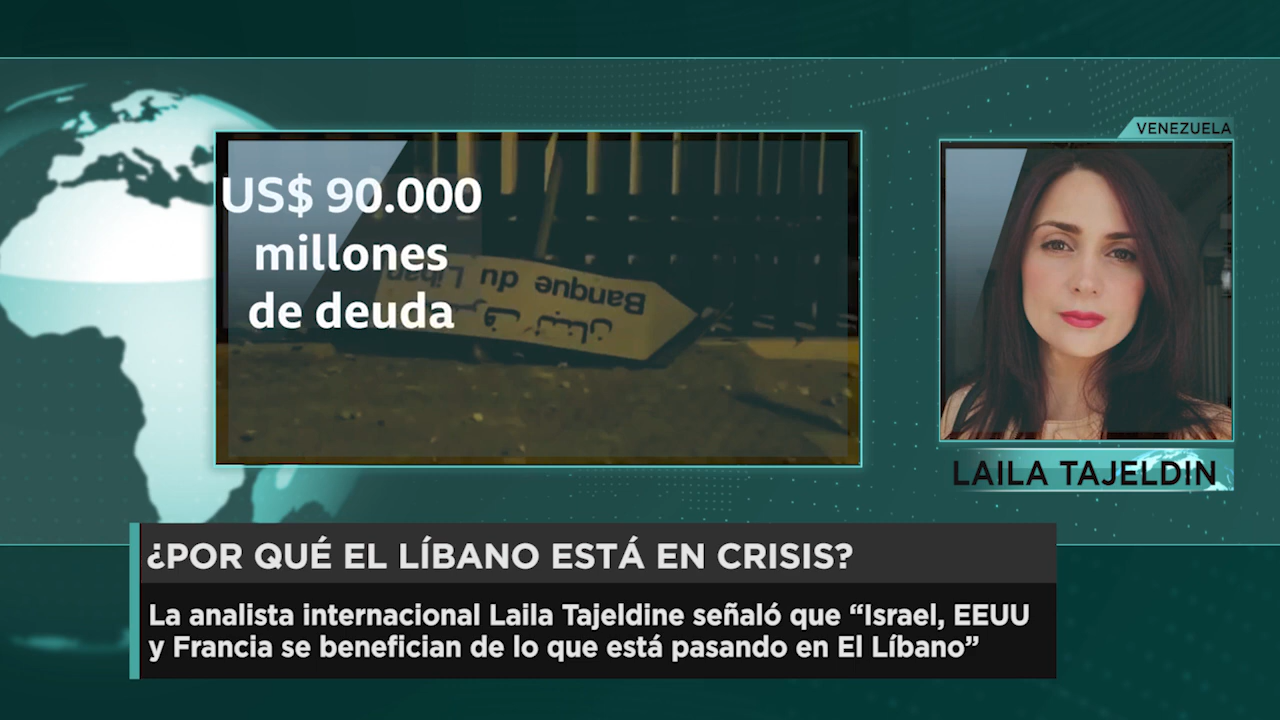 VENEZUELA
US$ 90.000
millones
de deuda
مصرف لبنان
Banque du Liban
LAILA TAJELDIN
¿POR QUÉ EL LÍBANO ESTÁ EN CRISIS?
La analista internacional Laila Tajeldine señaló que “Israel, EEUU
y Francia se benefician de lo que está pasando en El Líbano”